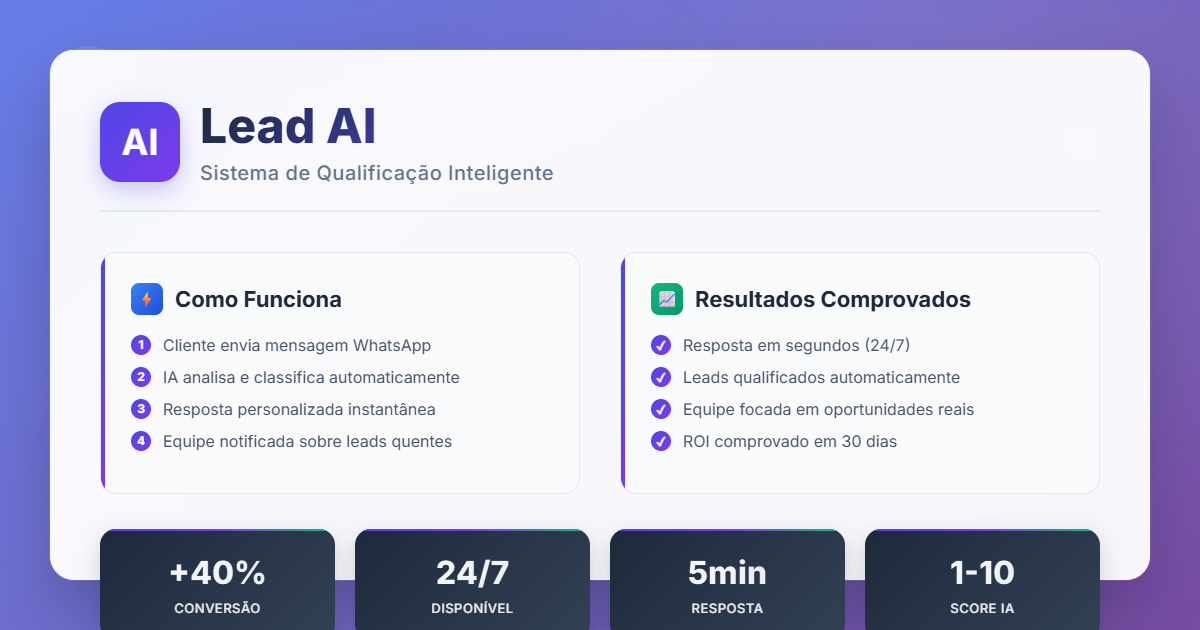 AI
Lead AI
Sistema de Qualificação Inteligente
Como Funciona
1 Cliente envia mensagem WhatsApp
2 IA analisa e classifica automaticamente
3 Resposta personalizada instantânea
4 Equipe notificada sobre leads quentes
Resultados Comprovados
✓ Resposta em segundos (24/7)
✓ Leads qualificados automaticamente
✓ Equipe focada em oportunidades reais
✓ ROI comprovado em 30 dias
+40%
CONVERSÃO
24/7
DISPONÍVEL
5min
RESPOSTA
1-10
SCORE IA